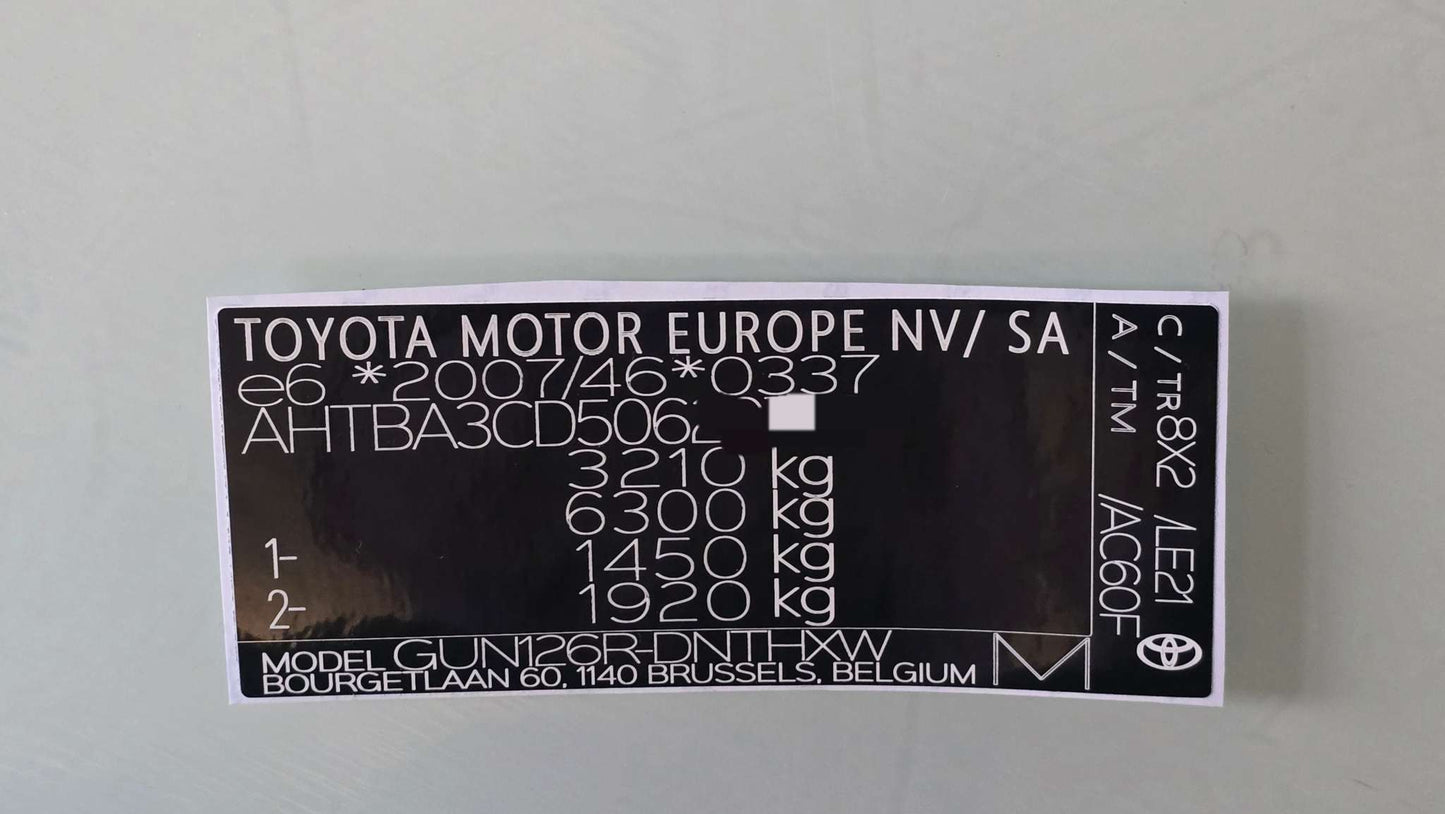 TOYOTA MOTOR EUROPE NV/ SA
e6 *2007/46*0337
AHTBA3CD506
3210 kg
6300 kg
1- 1450 kg
2- 1920 kg
MODEL GUN126R-DNTHXW
BOURGETLAAN 60, 1140 BRUSSELS, BELGIUM
M
C/TR8X2 /LE21
A/TM /AC60F